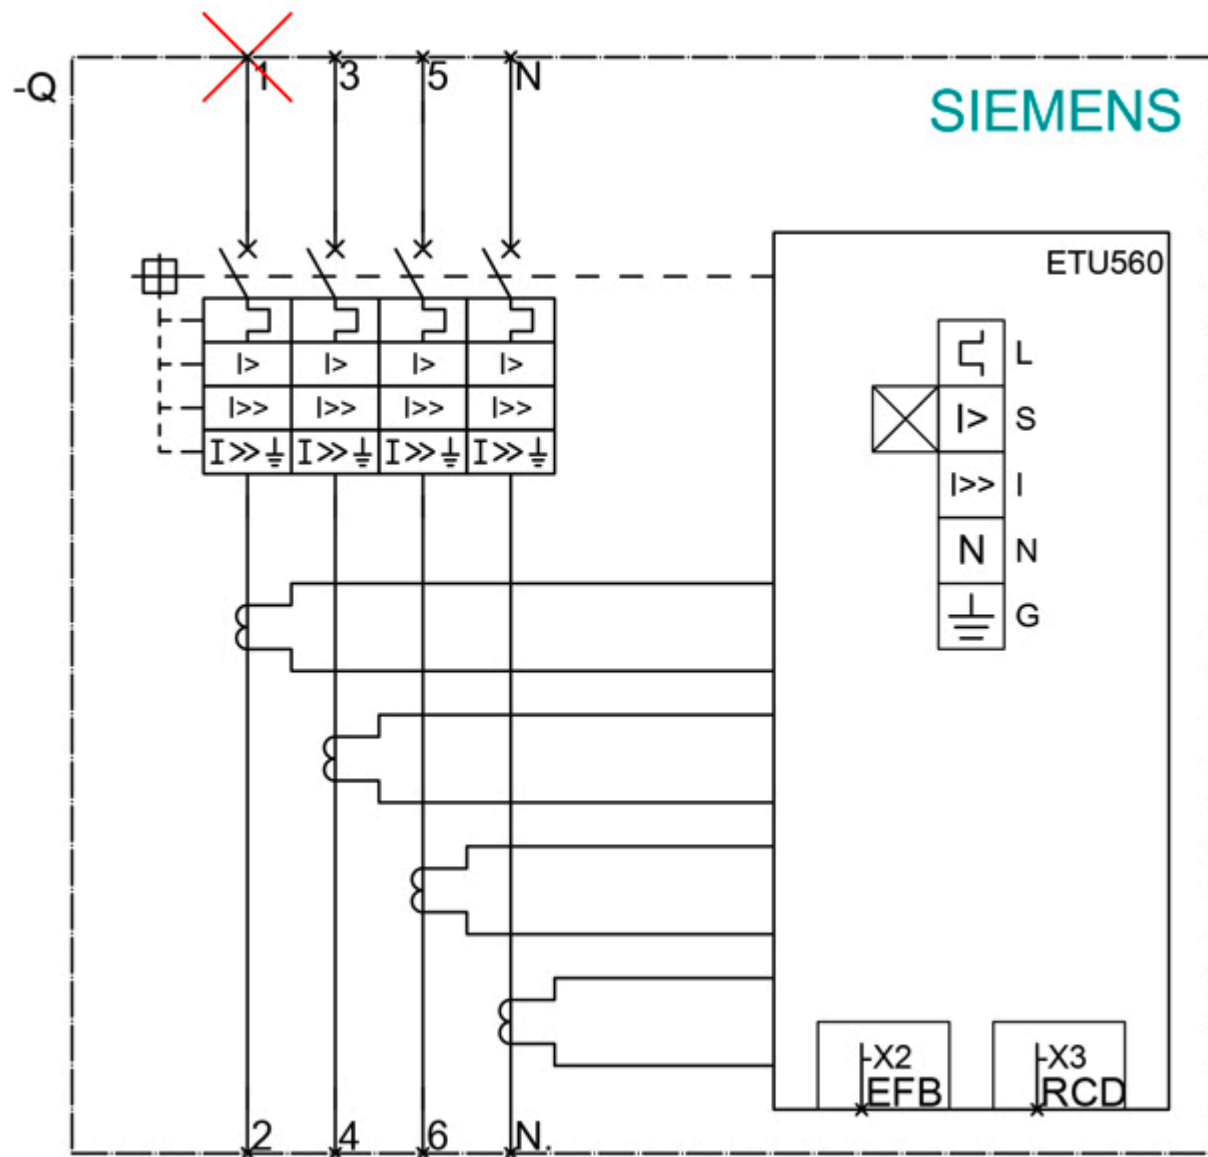 1 3 5 N
-Q
SIEMENS
ETU560
L
I> I> I> I> I> S
I>> I>> I>> I>> I>> I
I>> I>> I>> I>>
N N
G
-X2 -X3
EFB RCD
2 4 6 N.